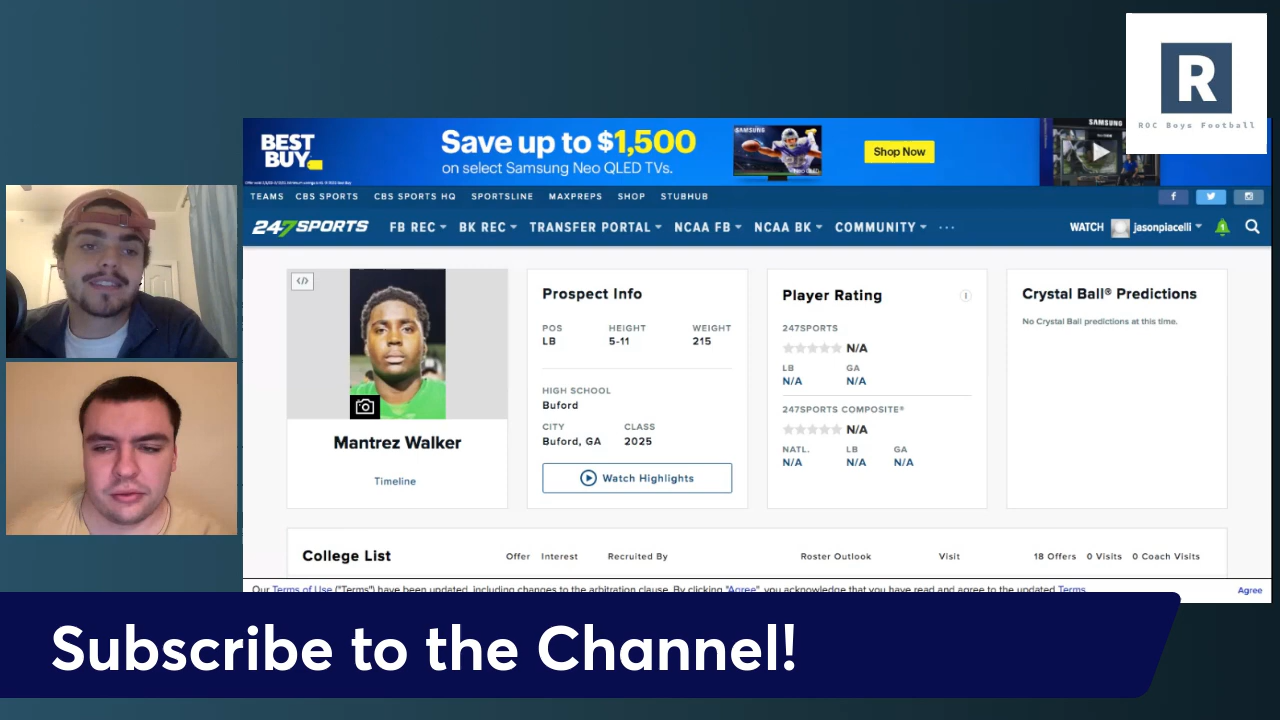 R
ROC Boys Football
BEST
BUY
Save up to $1,500
on select Samsung Neo QLED TVs.
SAMSUNG
Shop Now
SAMSUNG
TEAMS CBS SPORTS CBS SPORTS HQ SPORTSLINE MAXPREPS SHOP STUBHUB
247SPORTS FB REC BK REC TRANSFER PORTAL NCAA FB NCAA BK COMMUNITY ... WATCH jasonpiacelli 1
</>
Mantrez Walker
Timeline
Prospect Info
POS HEIGHT WEIGHT
LB 5-11 215
HIGH SCHOOL
Buford
CITY CLASS
Buford, GA 2025
Watch Highlights
Player Rating
247SPORTS
N/A
LB GA
N/A N/A
247SPORTS COMPOSITE®
N/A
NATL. LB GA
N/A N/A N/A
Crystal Ball® Predictions
No Crystal Ball predictions at this time.
College List Offer Interest Recruited By Roster Outlook Visit 18 Offers 0 Visits 0 Coach Visits
Our Terms of Use ("Terms") have been updated, including changes to the arbitration clause. By clicking "Agree", you acknowledge that you have read and agree to the updated Terms. Agree
Subscribe to the Channel!